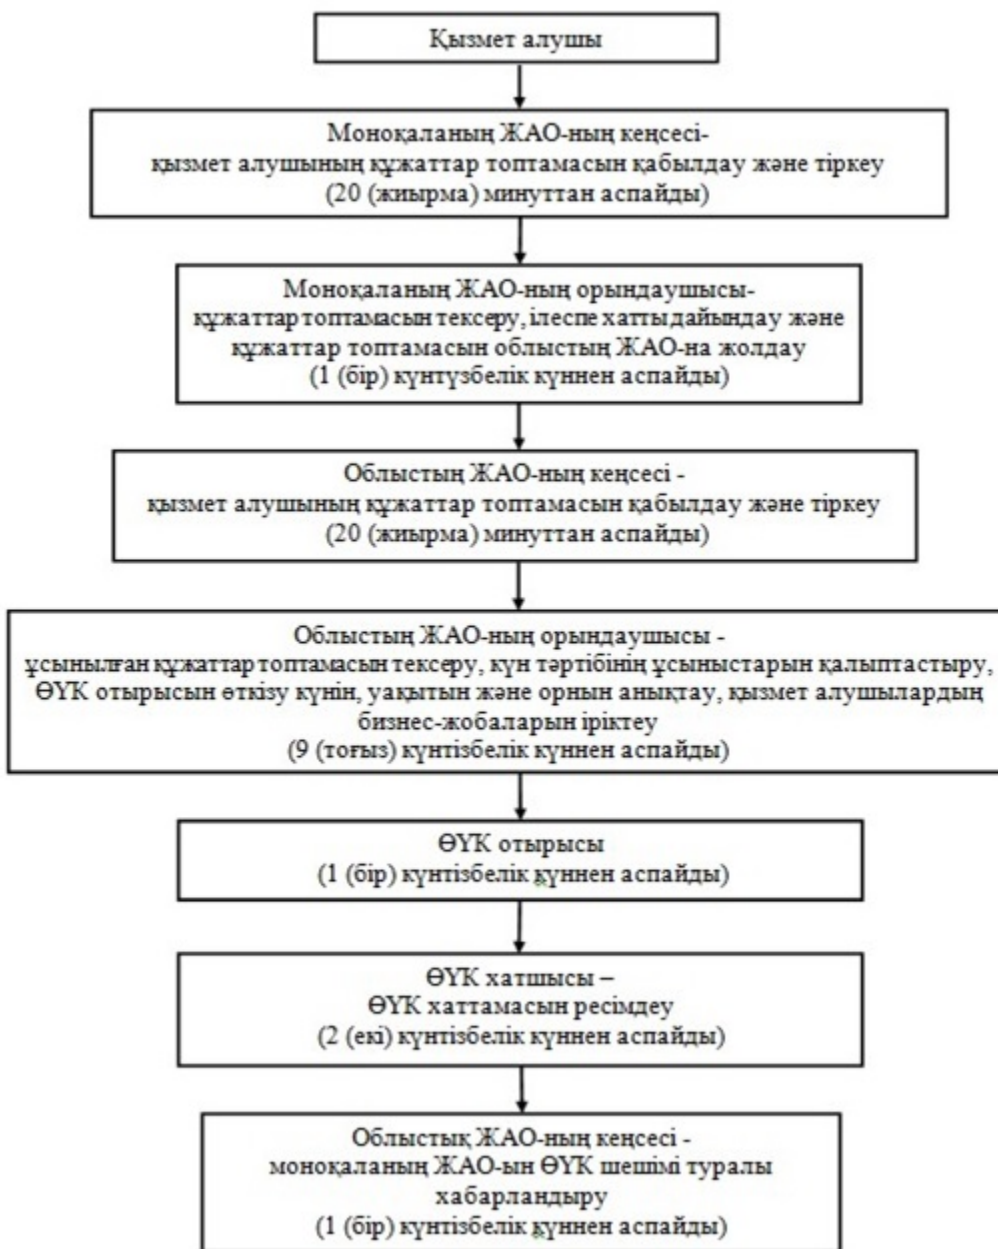 Қызмет алушы
Моноқаланың ЖАО-ның кеңсесі-
қызмет алушының құжаттар топтамасын қабылдау және тіркеу
(20 (жиырма) минуттан аспайды)
Моноқаланың ЖАО-ның орындаушысы-
құжаттар топтамасын тексеру, ілеспе хатты дайындау және
құжаттар топтамасын облыстың ЖАО-на жолдау
(1 (бір) күнтүзбелік күннен аспайды)
Облыстың ЖАО-ның кеңсесі -
қызмет алушының құжаттар топтамасын қабылдау және тіркеу
(20 (жиырма) минуттан аспайды)
Облыстың ЖАО-ның орындаушысы -
ұсынылған құжаттар топтамасын тексеру, күн тәртібінің ұсыныстарын қалыптастыру,
ӨҮК отырысын өткізу күнін, уақытын және орнын анықтау, қызмет алушылардың
бизнес-жобаларын іріктеу
(9 (тоғыз) күнтізбелік күннен аспайды)
ӨҮК отырысы
(1 (бір) күнтізбелік күннен аспайды)
ӨҮК хатшысы –
ӨҮК хаттамасын ресімдеу
(2 (екі) күнтізбелік күннен аспайды)
Облыстық ЖАО-ның кеңсесі -
моноқаланың ЖАО-ын ӨҮК шешімі туралы
хабарландыру
(1 (бір) күнтізбелік күннен аспайды)